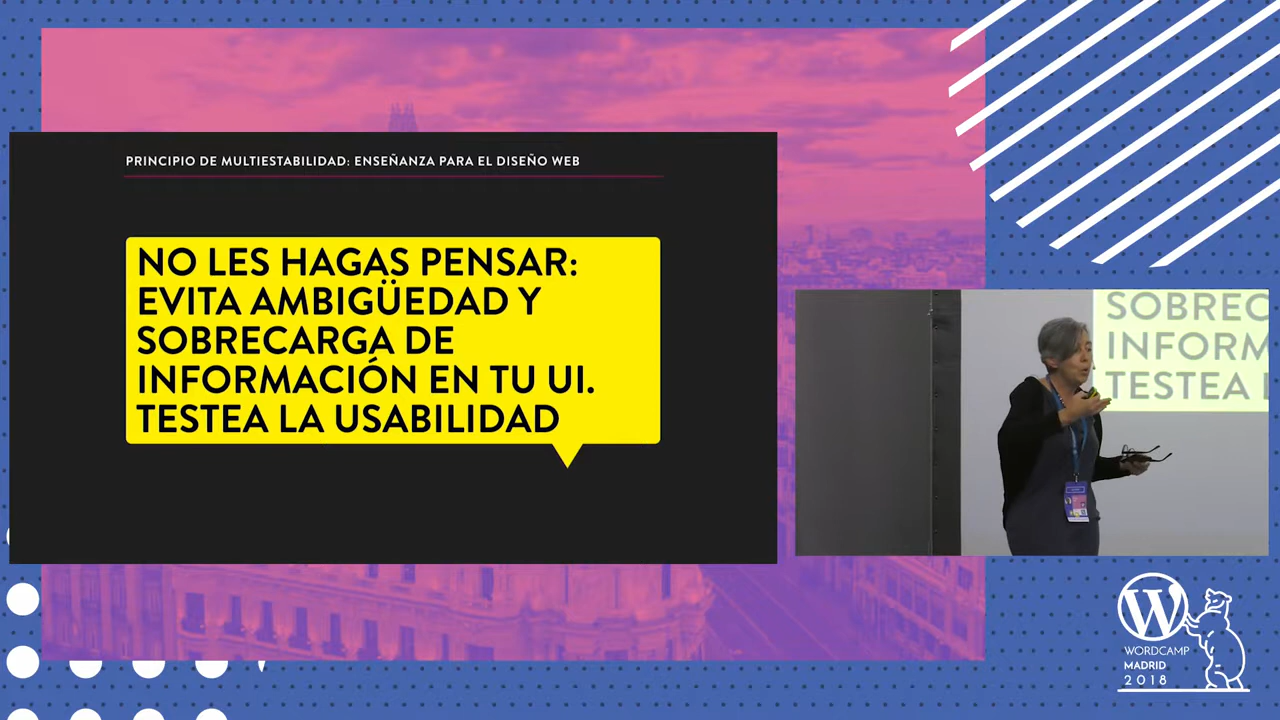 PRINCIPIO DE MULTIESTABILIDAD: ENSEÑANZA PARA EL DISEÑO WEB
NO LES HAGAS PENSAR:
EVITA AMBIGÜEDAD Y
SOBRECARGA DE
INFORMACIÓN EN TU UI.
TESTEA LA USABILIDAD
SOBREC
INFORM
TESTEA L
W
WORDCAMP
MADRID
2018